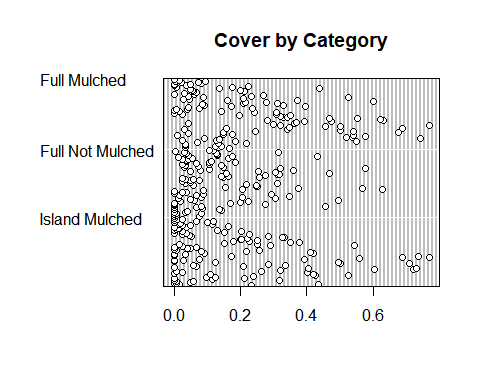 Cover by Category
Full Mulched
Full Not Mulched
Island Mulched
0.0 0.2 0.4 0.6